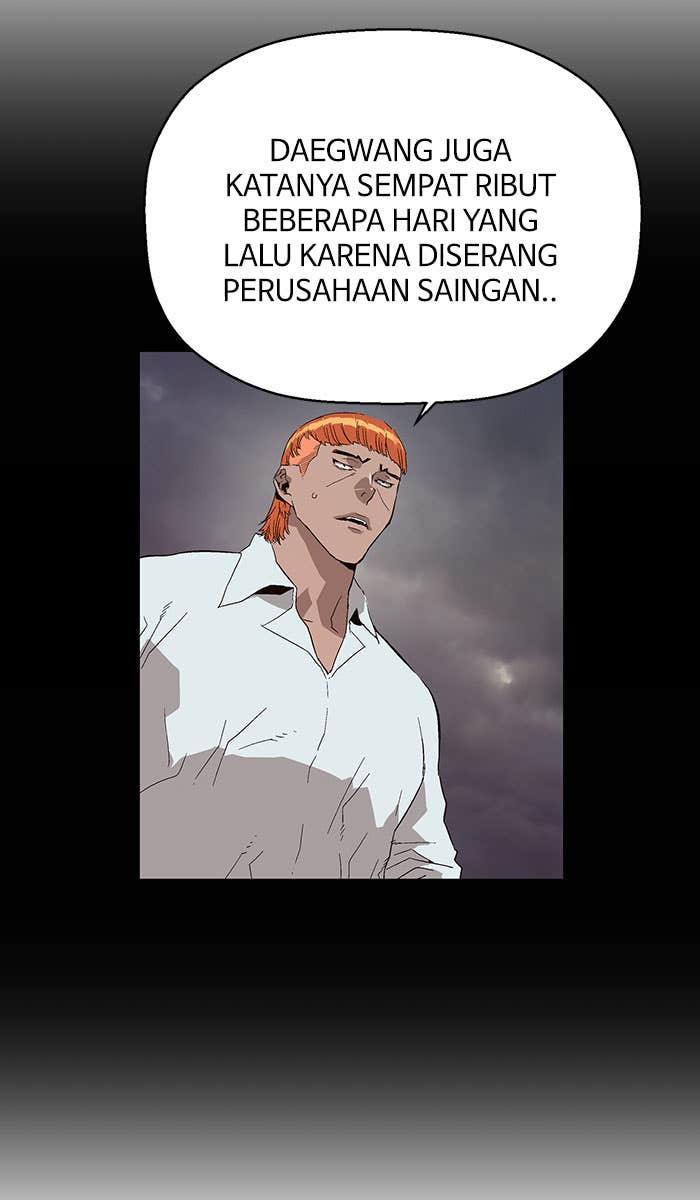 DAEGWANG JUGA
KATANYA SEMPAT RIBUT
BEBERAPA HARI YANG
LALU KARENA DISERANG
PERUSAHAAN SAINGAN..